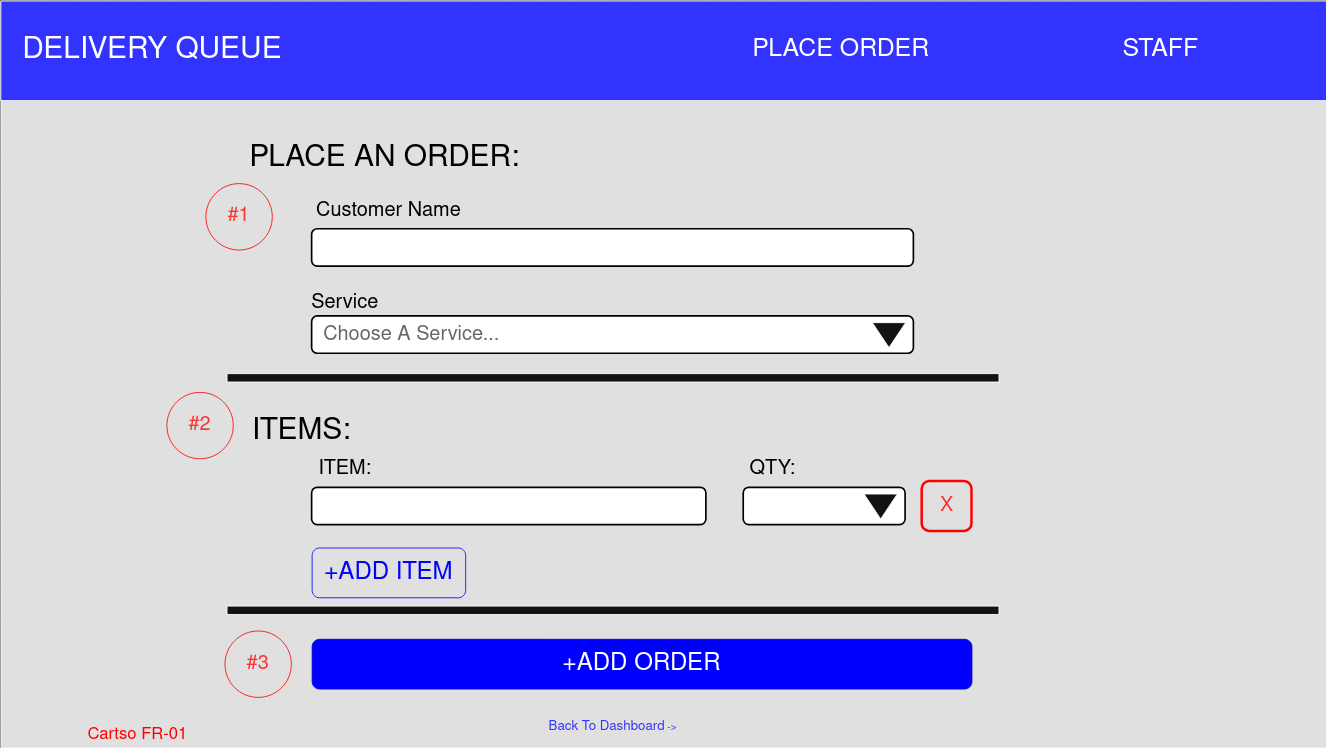 DELIVERY QUEUE PLACE ORDER STAFF
PLACE AN ORDER:
#1
Customer Name
Service
Choose A Service...
#2
ITEMS:
ITEM: QTY:
X
+ADD ITEM
#3
+ADD ORDER
Back To Dashboard ->
Cartso FR-01